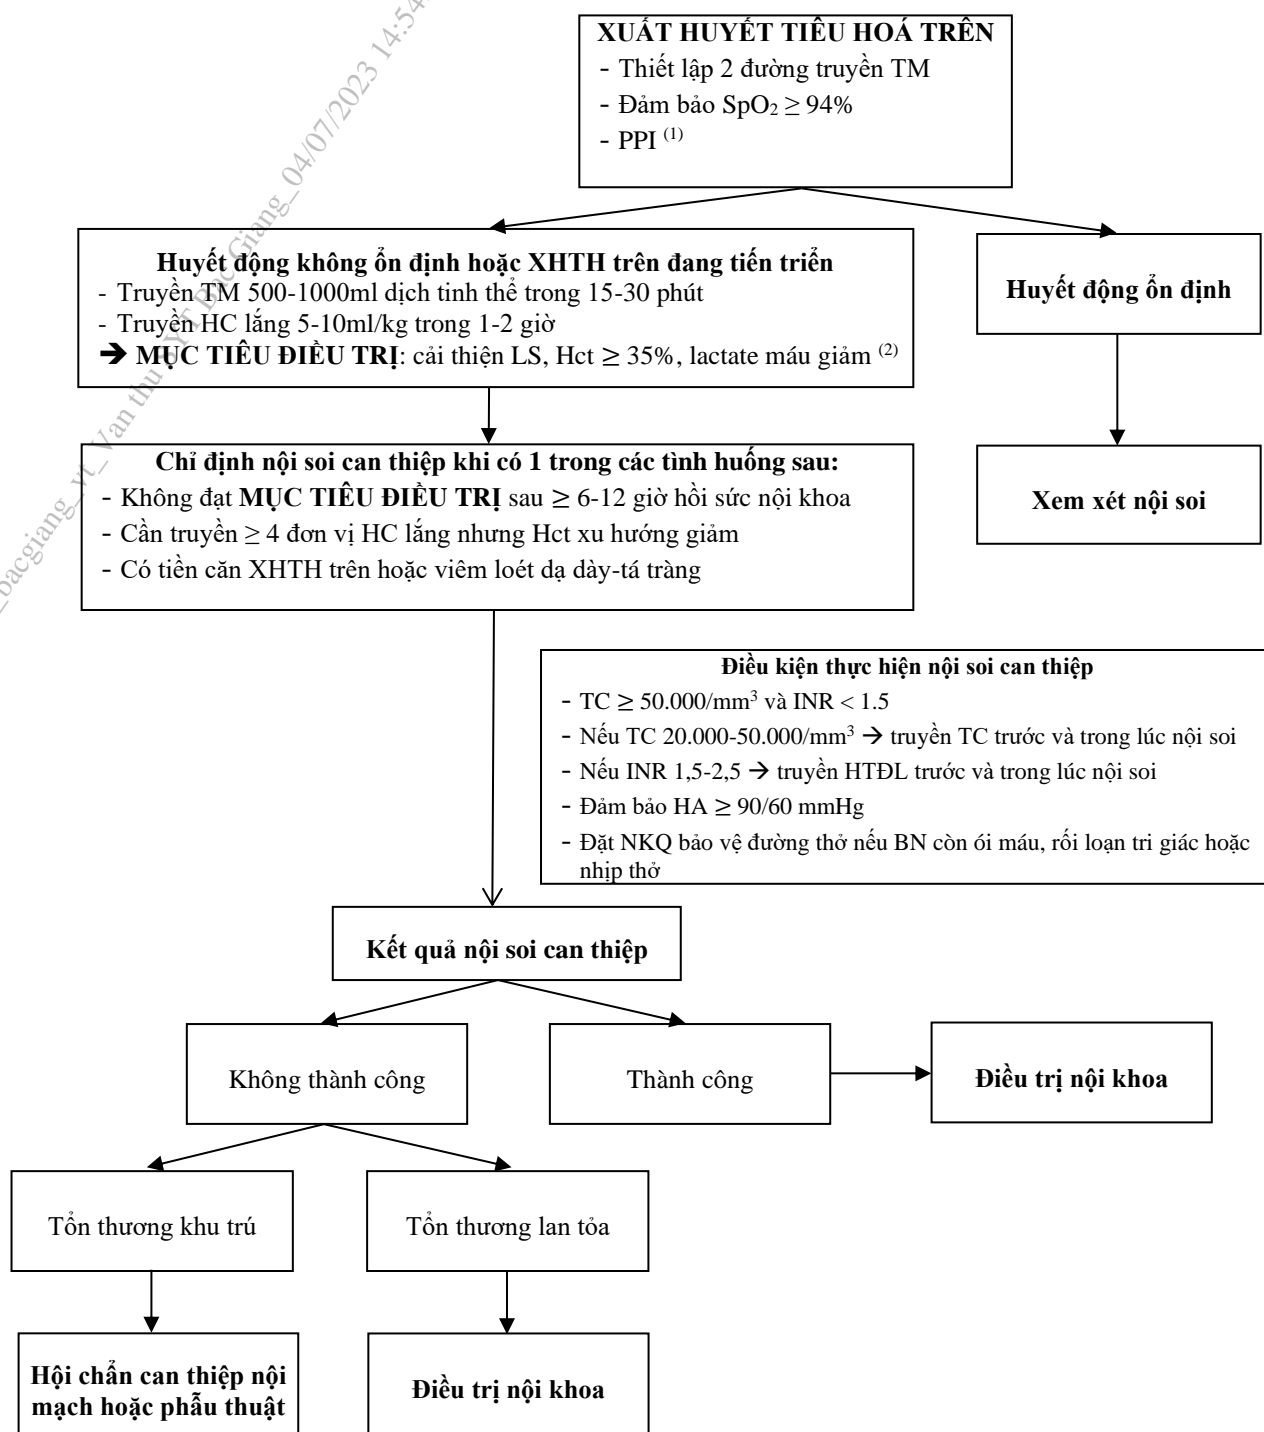 XUẤT HUYẾT TIÊU HOÁ TRÊN
- Thiết lập 2 đường truyền TM
- Đảm bảo SpO₂ ≥ 94%
- PPI ⁽¹⁾
Huyết động không ổn định hoặc XHTH trên đang tiến triển
- Truyền TM 500-1000ml dịch tinh thể trong 15-30 phút
- Truyền HC lắng 5-10ml/kg trong 1-2 giờ
➔ MỤC TIÊU ĐIỀU TRỊ: cải thiện LS, Hct ≥ 35%, lactate máu giảm ⁽²⁾
Huyết động ổn định
Chỉ định nội soi can thiệp khi có 1 trong các tình huống sau:
- Không đạt MỤC TIÊU ĐIỀU TRỊ sau ≥ 6-12 giờ hồi sức nội khoa
- Cần truyền ≥ 4 đơn vị HC lắng nhưng Hct xu hướng giảm
- Có tiền căn XHTH trên hoặc viêm loét dạ dày-tá tràng
Xem xét nội soi
Điều kiện thực hiện nội soi can thiệp
- TC ≥ 50.000/mm³ và INR < 1.5
- Nếu TC 20.000-50.000/mm³ → truyền TC trước và trong lúc nội soi
- Nếu INR 1,5-2,5 → truyền HTĐL trước và trong lúc nội soi
- Đảm bảo HA ≥ 90/60 mmHg
- Đặt NKQ bảo vệ đường thở nếu BN còn ói máu, rối loạn tri giác hoặc
nhịp thở
Kết quả nội soi can thiệp
Không thành công
Thành công
Điều trị nội khoa
Tổn thương khu trú
Tổn thương lan tỏa
Hội chẩn can thiệp nội
mạch hoặc phẫu thuật
Điều trị nội khoa
_bacgiang_vt_Van thu SYT Bac Giang_04/07/2023 14:54: